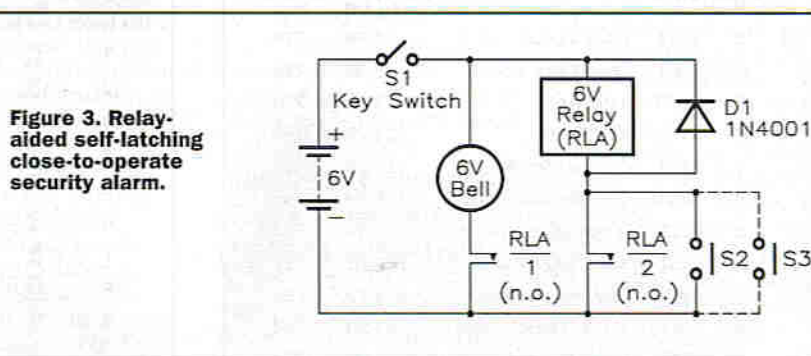 Figure 3. Relay-
aided self-latching
close-to-operate
security alarm.
S1
Key Switch
+
6V
-
6V
Bell
6V
Relay
(RLA)
D1
1N4001
RLA
1
(n.o.)
RLA
2
(n.o.)
S2
S3